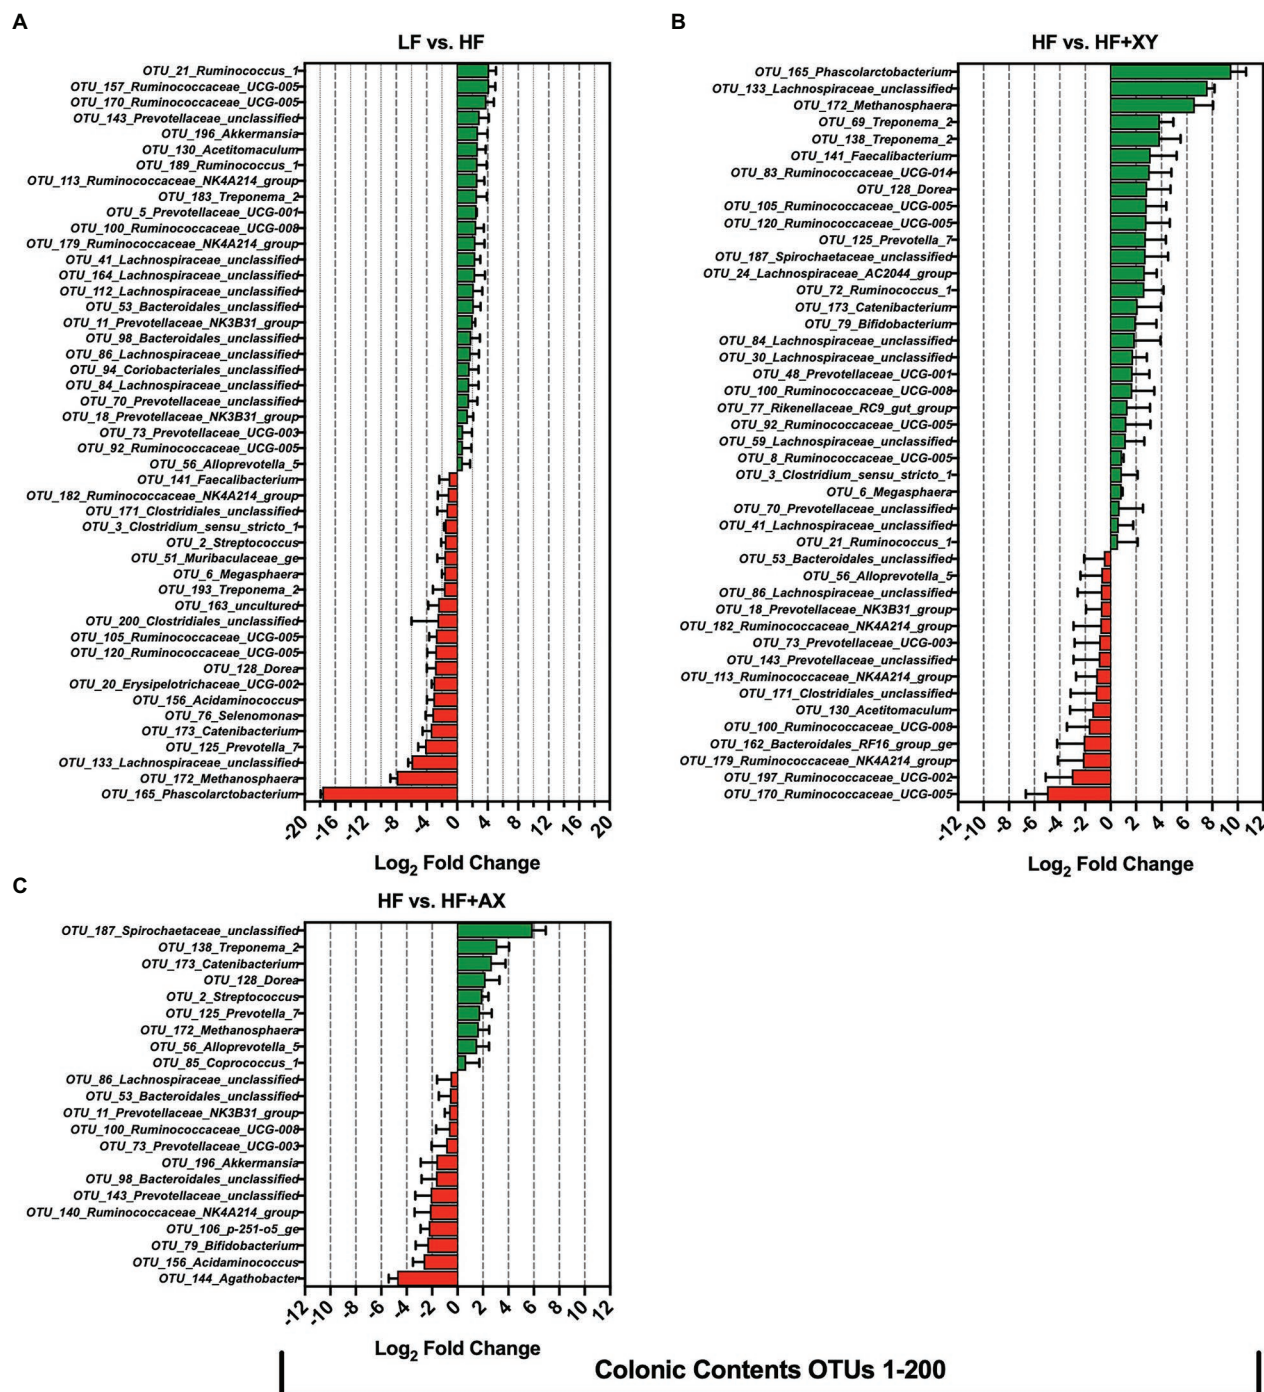 A
LF vs. HF
OTU_21_Ruminococcus_1
OTU_157_Ruminococcaceae_UCG-005
OTU_170_Ruminococcaceae_UCG-005
OTU_143_Prevotellaceae_unclassified
OTU_196_Akkermansia
OTU_130_Acetitomaculum
OTU_189_Ruminococcus_1
OTU_113_Ruminococcaceae_NK4A214_group
OTU_183_Treponema_2
OTU_5_Prevotellaceae_UCG-001
OTU_100_Ruminococcaceae_UCG-008
OTU_179_Ruminococcaceae_NK4A214_group
OTU_41_Lachnospiraceae_unclassified
OTU_164_Lachnospiraceae_unclassified
OTU_112_Lachnospiraceae_unclassified
OTU_53_Bacteroidales_unclassified
OTU_11_Prevotellaceae_NK3B31_group
OTU_98_Bacteroidales_unclassified
OTU_86_Lachnospiraceae_unclassified
OTU_94_Coriobacteriales_unclassified
OTU_84_Lachnospiraceae_unclassified
OTU_70_Prevotellaceae_unclassified
OTU_18_Prevotellaceae_NK3B31_group
OTU_73_Prevotellaceae_UCG-003
OTU_92_Ruminococcaceae_UCG-005
OTU_56_Alloprevotella_5
OTU_141_Faecalibacterium
OTU_182_Ruminococcaceae_NK4A214_group
OTU_171_Clostridiales_unclassified
OTU_3_Clostridium_sensu_stricto_1
OTU_2_Streptococcus
OTU_51_Muribaculaceae_ge
OTU_6_Megasphaera
OTU_193_Treponema_2
OTU_163_uncultured
OTU_200_Clostridiales_unclassified
OTU_105_Ruminococcaceae_UCG-005
OTU_120_Ruminococcaceae_UCG-005
OTU_128_Dorea
OTU_20_Erysipelotrichaceae_UCG-002
OTU_156_Acidaminococcus
OTU_76_Selenomonas
OTU_173_Catenibacterium
OTU_125_Prevotella_7
OTU_133_Lachnospiraceae_unclassified
OTU_172_Methanosphaera
OTU_165_Phascolarctobacterium
-20 -16 -12 -8 -4 0 4 8 12 16 20
Log2 Fold Change
B
HF vs. HF+XY
OTU_165_Phascolarctobacterium
OTU_133_Lachnospiraceae_unclassified
OTU_172_Methanosphaera
OTU_69_Treponema_2
OTU_138_Treponema_2
OTU_141_Faecalibacterium
OTU_83_Ruminococcaceae_UCG-014
OTU_128_Dorea
OTU_105_Ruminococcaceae_UCG-005
OTU_120_Ruminococcaceae_UCG-005
OTU_125_Prevotella_7
OTU_187_Spirochaetaceae_unclassified
OTU_24_Lachnospiraceae_AC2044_group
OTU_72_Ruminococcus_1
OTU_173_Catenibacterium
OTU_79_Bifidobacterium
OTU_84_Lachnospiraceae_unclassified
OTU_30_Lachnospiraceae_unclassified
OTU_48_Prevotellaceae_UCG-001
OTU_100_Ruminococcaceae_UCG-008
OTU_77_Rikenellaceae_RC9_gut_group
OTU_92_Ruminococcaceae_UCG-005
OTU_59_Lachnospiraceae_unclassified
OTU_8_Ruminococcaceae_UCG-005
OTU_3_Clostridium_sensu_stricto_1
OTU_6_Megasphaera
OTU_70_Prevotellaceae_unclassified
OTU_41_Lachnospiraceae_unclassified
OTU_21_Ruminococcus_1
OTU_53_Bacteroidales_unclassified
OTU_56_Alloprevotella_5
OTU_86_Lachnospiraceae_unclassified
OTU_18_Prevotellaceae_NK3B31_group
OTU_182_Ruminococcaceae_NK4A214_group
OTU_73_Prevotellaceae_UCG-003
OTU_143_Prevotellaceae_unclassified
OTU_113_Ruminococcaceae_NK4A214_group
OTU_171_Clostridiales_unclassified
OTU_130_Acetitomaculum
OTU_100_Ruminococcaceae_UCG-008
OTU_162_Bacteroidales_RF16_group_ge
OTU_179_Ruminococcaceae_NK4A214_group
OTU_197_Ruminococcaceae_UCG-002
OTU_170_Ruminococcaceae_UCG-005
-12 -10 -8 -6 -4 -2 0 2 4 6 8 10 12
Log2 Fold Change
C
HF vs. HF+AX
OTU_187_Spirochaetaceae_unclassified
OTU_138_Treponema_2
OTU_173_Catenibacterium
OTU_128_Dorea
OTU_2_Streptococcus
OTU_125_Prevotella_7
OTU_172_Methanosphaera
OTU_56_Alloprevotella_5
OTU_85_Coprococcus_1
OTU_86_Lachnospiraceae_unclassified
OTU_53_Bacteroidales_unclassified
OTU_11_Prevotellaceae_NK3B31_group
OTU_100_Ruminococcaceae_UCG-008
OTU_73_Prevotellaceae_UCG-003
OTU_196_Akkermansia
OTU_98_Bacteroidales_unclassified
OTU_143_Prevotellaceae_unclassified
OTU_140_Ruminococcaceae_NK4A214_group
OTU_106_p-251-o5_ge
OTU_79_Bifidobacterium
OTU_156_Acidaminococcus
OTU_144_Agathobacter
-12 -10 -8 -6 -4 -2 0 2 4 6 8 10 12
Log2 Fold Change
Colonic Contents OTUs 1-200